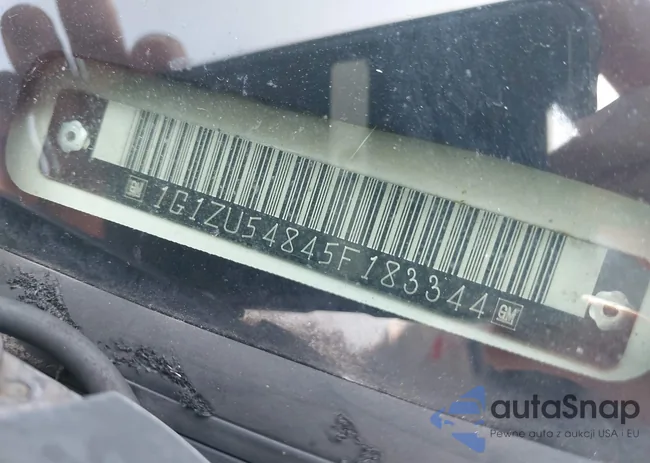 GM 1G1ZU54845F183344 GM
autaSnap
Pewne auta z aukcji USA i EU